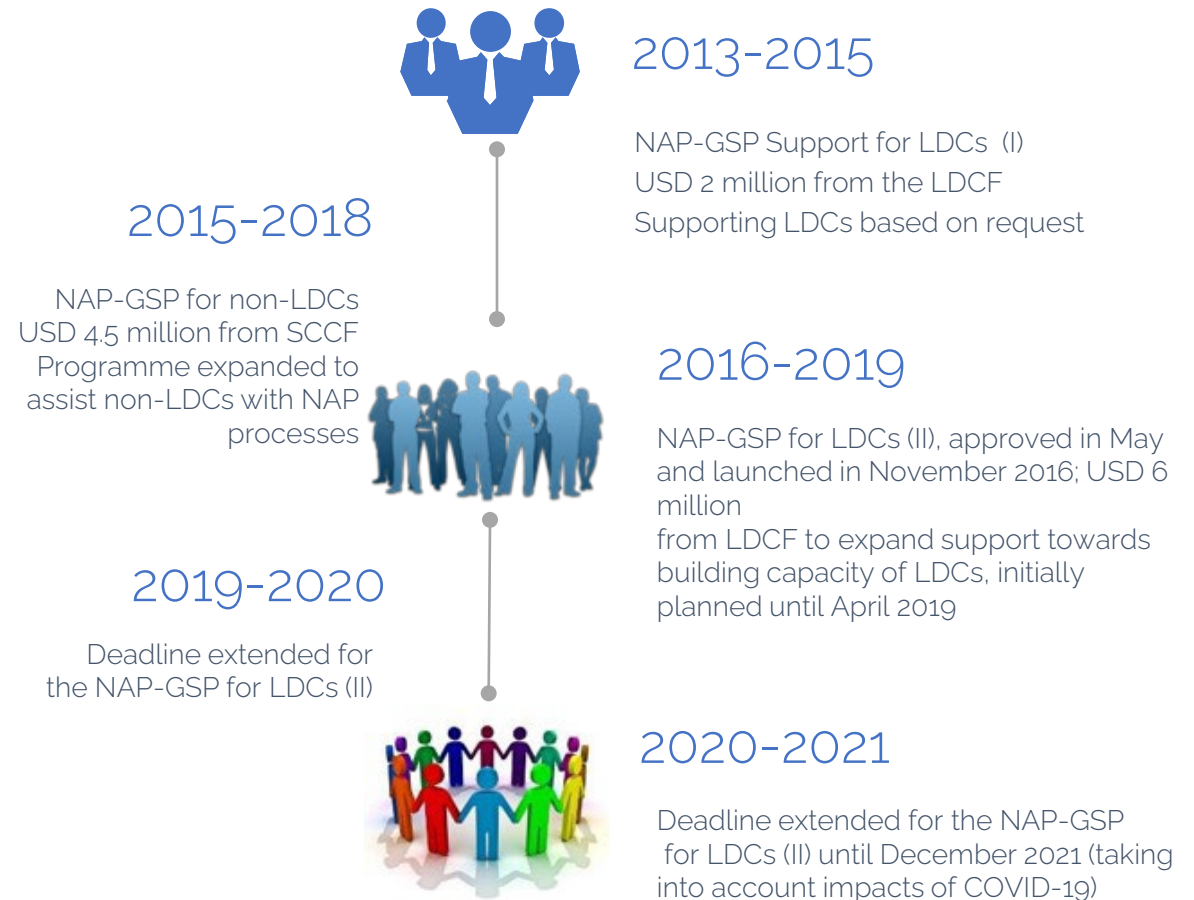 2013-2015
NAP-GSP Support for LDCs (I)
USD 2 million from the LDCF
Supporting LDCs based on request
2015-2018
NAP-GSP for non-LDCs
USD 4.5 million from SCCF
Programme expanded to
assist non-LDCs with NAP
processes
2016-2019
NAP-GSP for LDCs (II), approved in May
and launched in November 2016; USD 6
million
from LDCF to expand support towards
building capacity of LDCs, initially
planned until April 2019
2019-2020
Deadline extended for
the NAP-GSP for LDCs (II)
2020-2021
Deadline extended for the NAP-GSP
for LDCs (II) until December 2021 (taking
into account impacts of COVID-19)